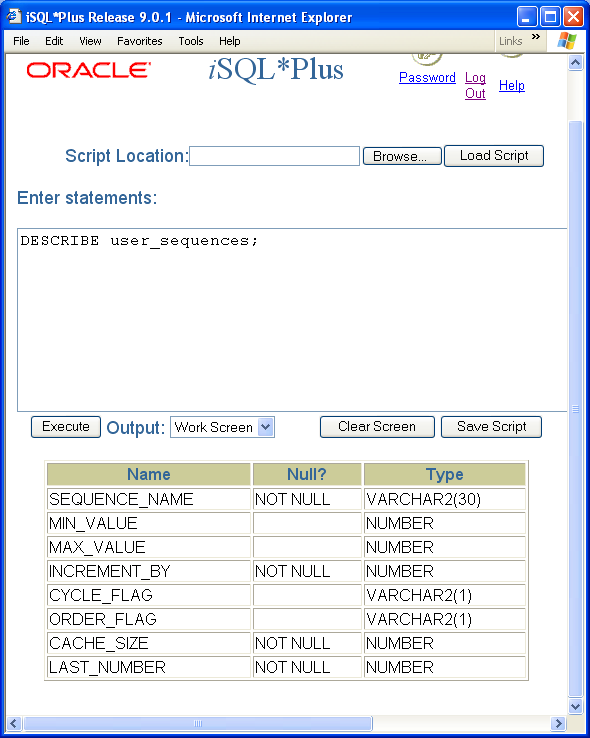 iSQL*Plus Release 9.0.1 - Microsoft Internet Explorer
File Edit View Favorites Tools Help Links »
ORACLE® iSQL*Plus
Password Log Out Help
Script Location: Browse... Load Script
Enter statements:
DESCRIBE user_sequences;
Execute Output: Work Screen Clear Screen Save Script
Name Null? Type
SEQUENCE_NAME NOT NULL VARCHAR2(30)
MIN_VALUE NUMBER
MAX_VALUE NUMBER
INCREMENT_BY NOT NULL NUMBER
CYCLE_FLAG VARCHAR2(1)
ORDER_FLAG VARCHAR2(1)
CACHE_SIZE NOT NULL NUMBER
LAST_NUMBER NOT NULL NUMBER